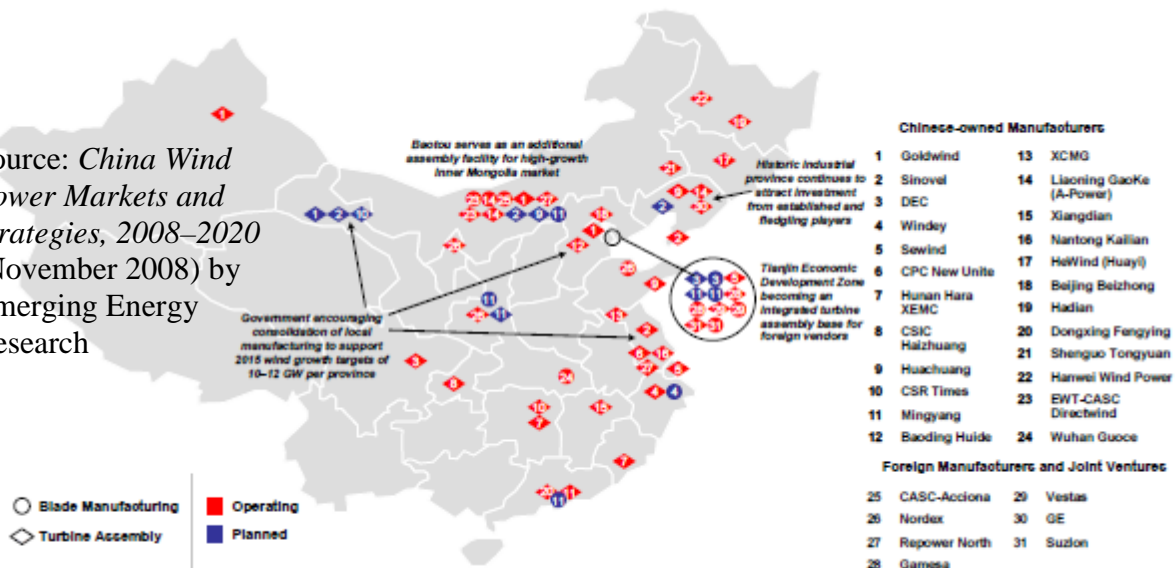 ource: China Wind
ower Markets and
trategies, 2008–2020
November 2008) by
merging Energy
esearch
Baotou serves as an additional
assembly facility for high-growth
Inner Mongolia market
Historic industrial
province continues to
attract investment
from established and
fledgling players
Tianjin Economic
Development Zone
becoming an
integrated turbine
assembly base for
foreign vendors
Government encouraging
consolidation of local
manufacturing to support
2015 wind growth targets of
10–12 GW per province
Blade Manufacturing
Turbine Assembly
Operating
Planned
Chinese-owned Manufacturers
1 Goldwind
2 Sinovel
3 DEC
4 Windey
5 Sewind
6 CPC New Unite
7 Hunan Hara
XEMC
8 CSIC
Haizhuang
9 Huachuang
10 CSR Times
11 Mingyang
12 Baoding Huide
13 XCMG
14 Liaoning GaoKe
(A-Power)
15 Xiangdian
16 Nantong Kailian
17 HeWind (Huayi)
18 Beijing Beizhong
19 Hadian
20 Dongxing Fengying
21 Shenguo Tongyuan
22 Hanwei Wind Power
23 EWT-CASC
Directwind
24 Wuhan Guoce
Foreign Manufacturers and Joint Ventures
25 CASC-Acciona
26 Nordex
27 Repower North
28 Gamesa
29 Vestas
30 GE
31 Suzlon